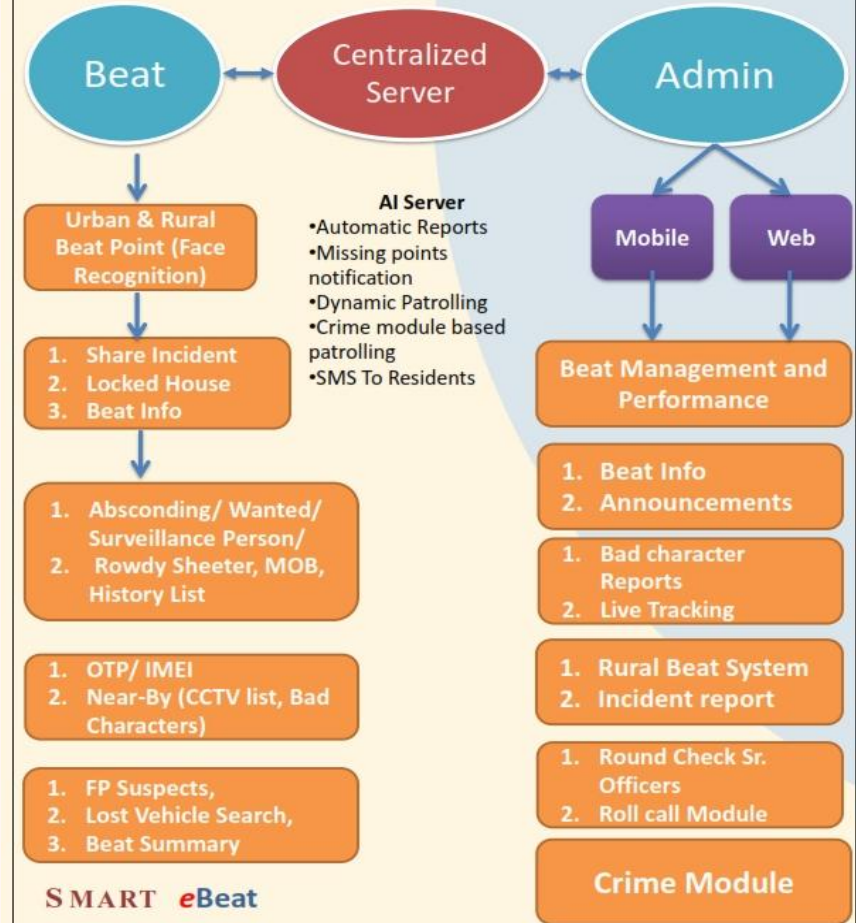 Beat
Centralized
Server
Admin
Urban & Rural
Beat Point (Face
Recognition)
1. Share Incident
2. Locked House
3. Beat Info
1. Absconding/ Wanted/
Surveillance Person/
2. Rowdy Sheeter, MOB,
History List
1. OTP/ IMEI
2. Near-By (CCTV list, Bad
Characters)
1. FP Suspects,
2. Lost Vehicle Search,
3. Beat Summary
SMART eBeat
AI Server
•Automatic Reports
•Missing points
notification
•Dynamic Patrolling
•Crime module based
patrolling
•SMS To Residents
Mobile
Web
Beat Management and
Performance
1. Beat Info
2. Announcements
1. Bad character
Reports
2. Live Tracking
1. Rural Beat System
2. Incident report
1. Round Check Sr.
Officers
2. Roll call Module
Crime Module